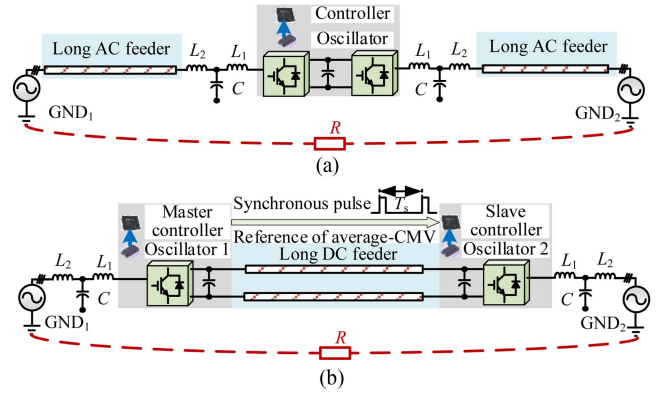 Controller
Oscillator
Long AC feeder
L2
L1
C
L1
L2
C
Long AC feeder
GND1
GND2
R
(a)
Master controller
Oscillator 1
Synchronous pulse
Ts
Reference of average-CMV
Slave controller
Oscillator 2
Long DC feeder
L2
L1
C
L1
L2
C
GND1
GND2
R
(b)